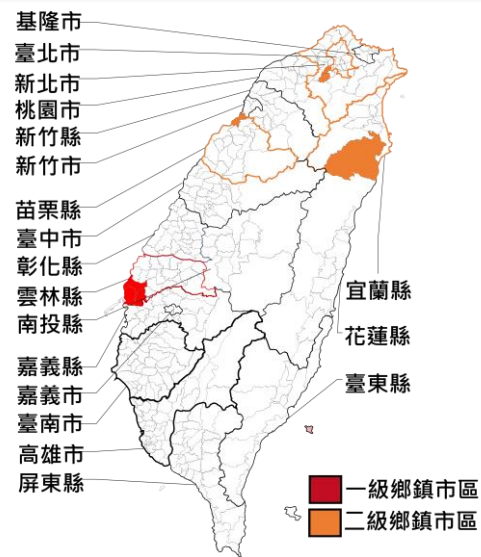 基隆市
臺北市
新北市
桃園市
新竹縣
新竹市
苗栗縣
臺中市
彰化縣
雲林縣
南投縣
嘉義縣
嘉義市
臺南市
高雄市
屏東縣
宜蘭縣
花蓮縣
臺東縣
一級鄉鎮市區
二級鄉鎮市區